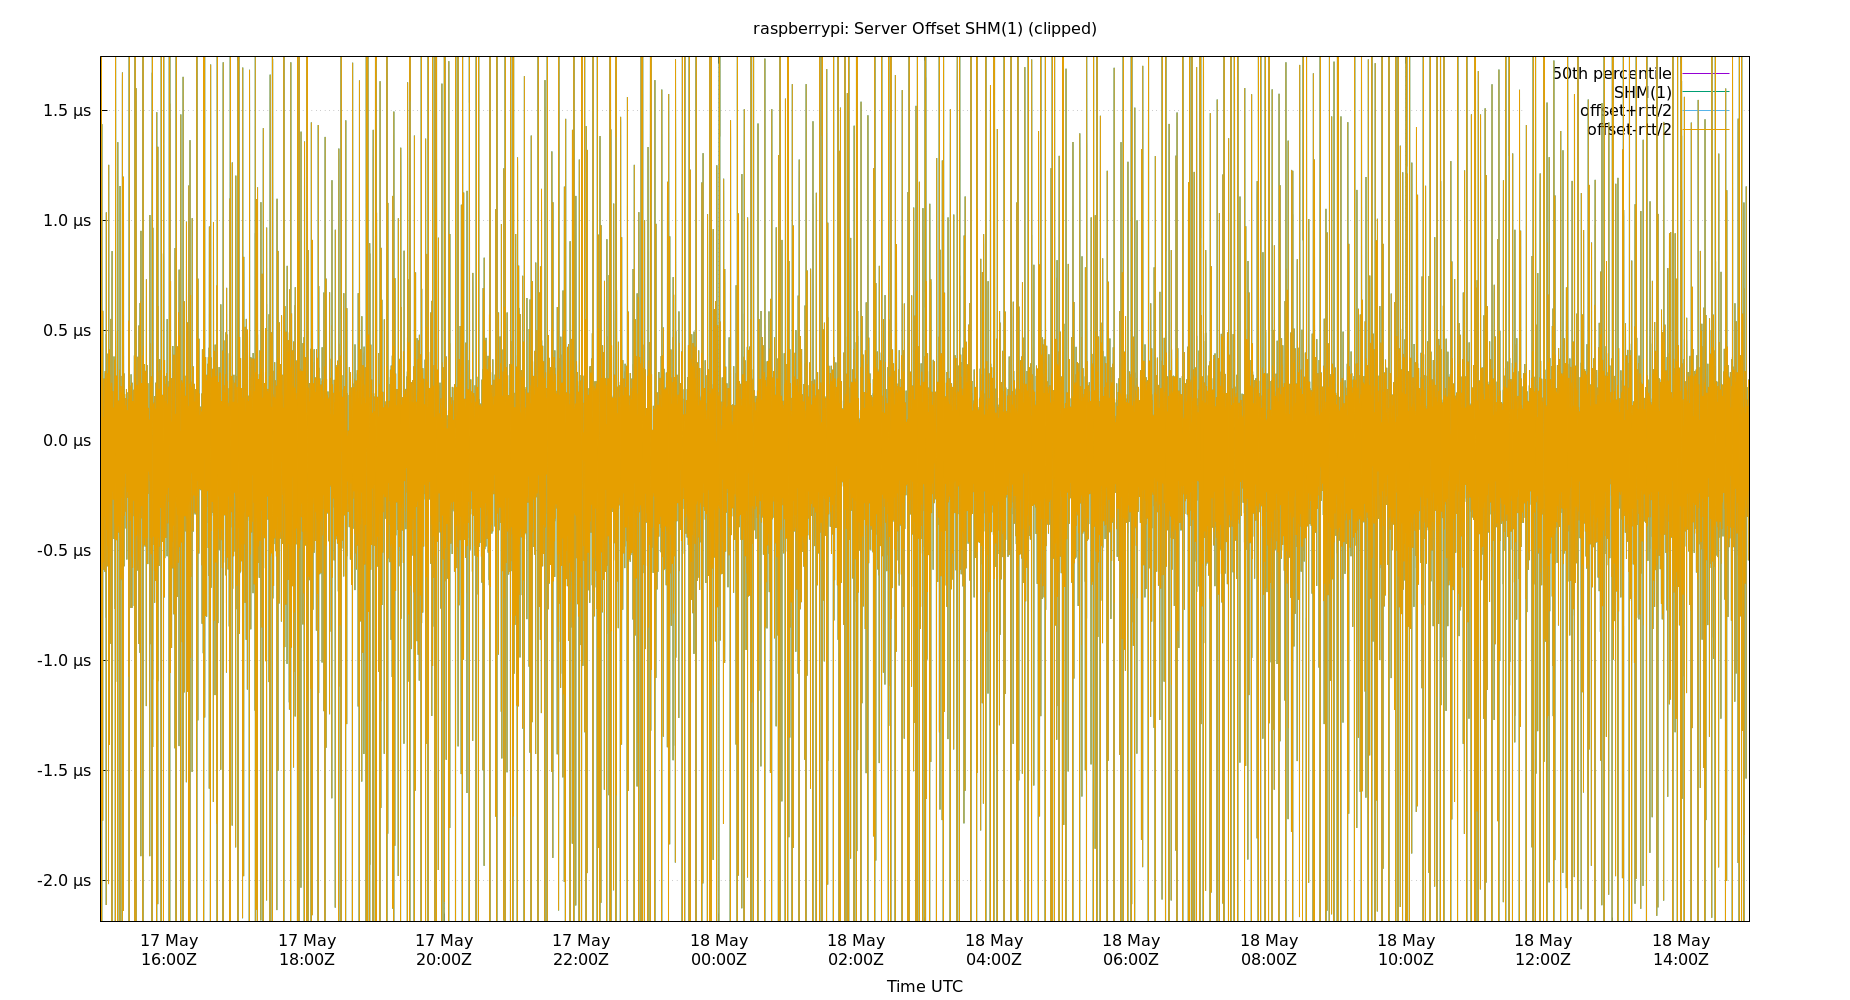 raspberrypi: Server Offset SHM(1) (clipped)
50th percentile
SHM(1)
offset+rtt/2
offset-rtt/2
1.5 µs
1.0 µs
0.5 µs
0.0 µs
-0.5 µs
-1.0 µs
-1.5 µs
-2.0 µs
17 May 17 May 17 May 17 May 18 May 18 May 18 May 18 May 18 May 18 May 18 May 18 May
16:00Z 18:00Z 20:00Z 22:00Z 00:00Z 02:00Z 04:00Z 06:00Z 08:00Z 10:00Z 12:00Z 14:00Z
Time UTC